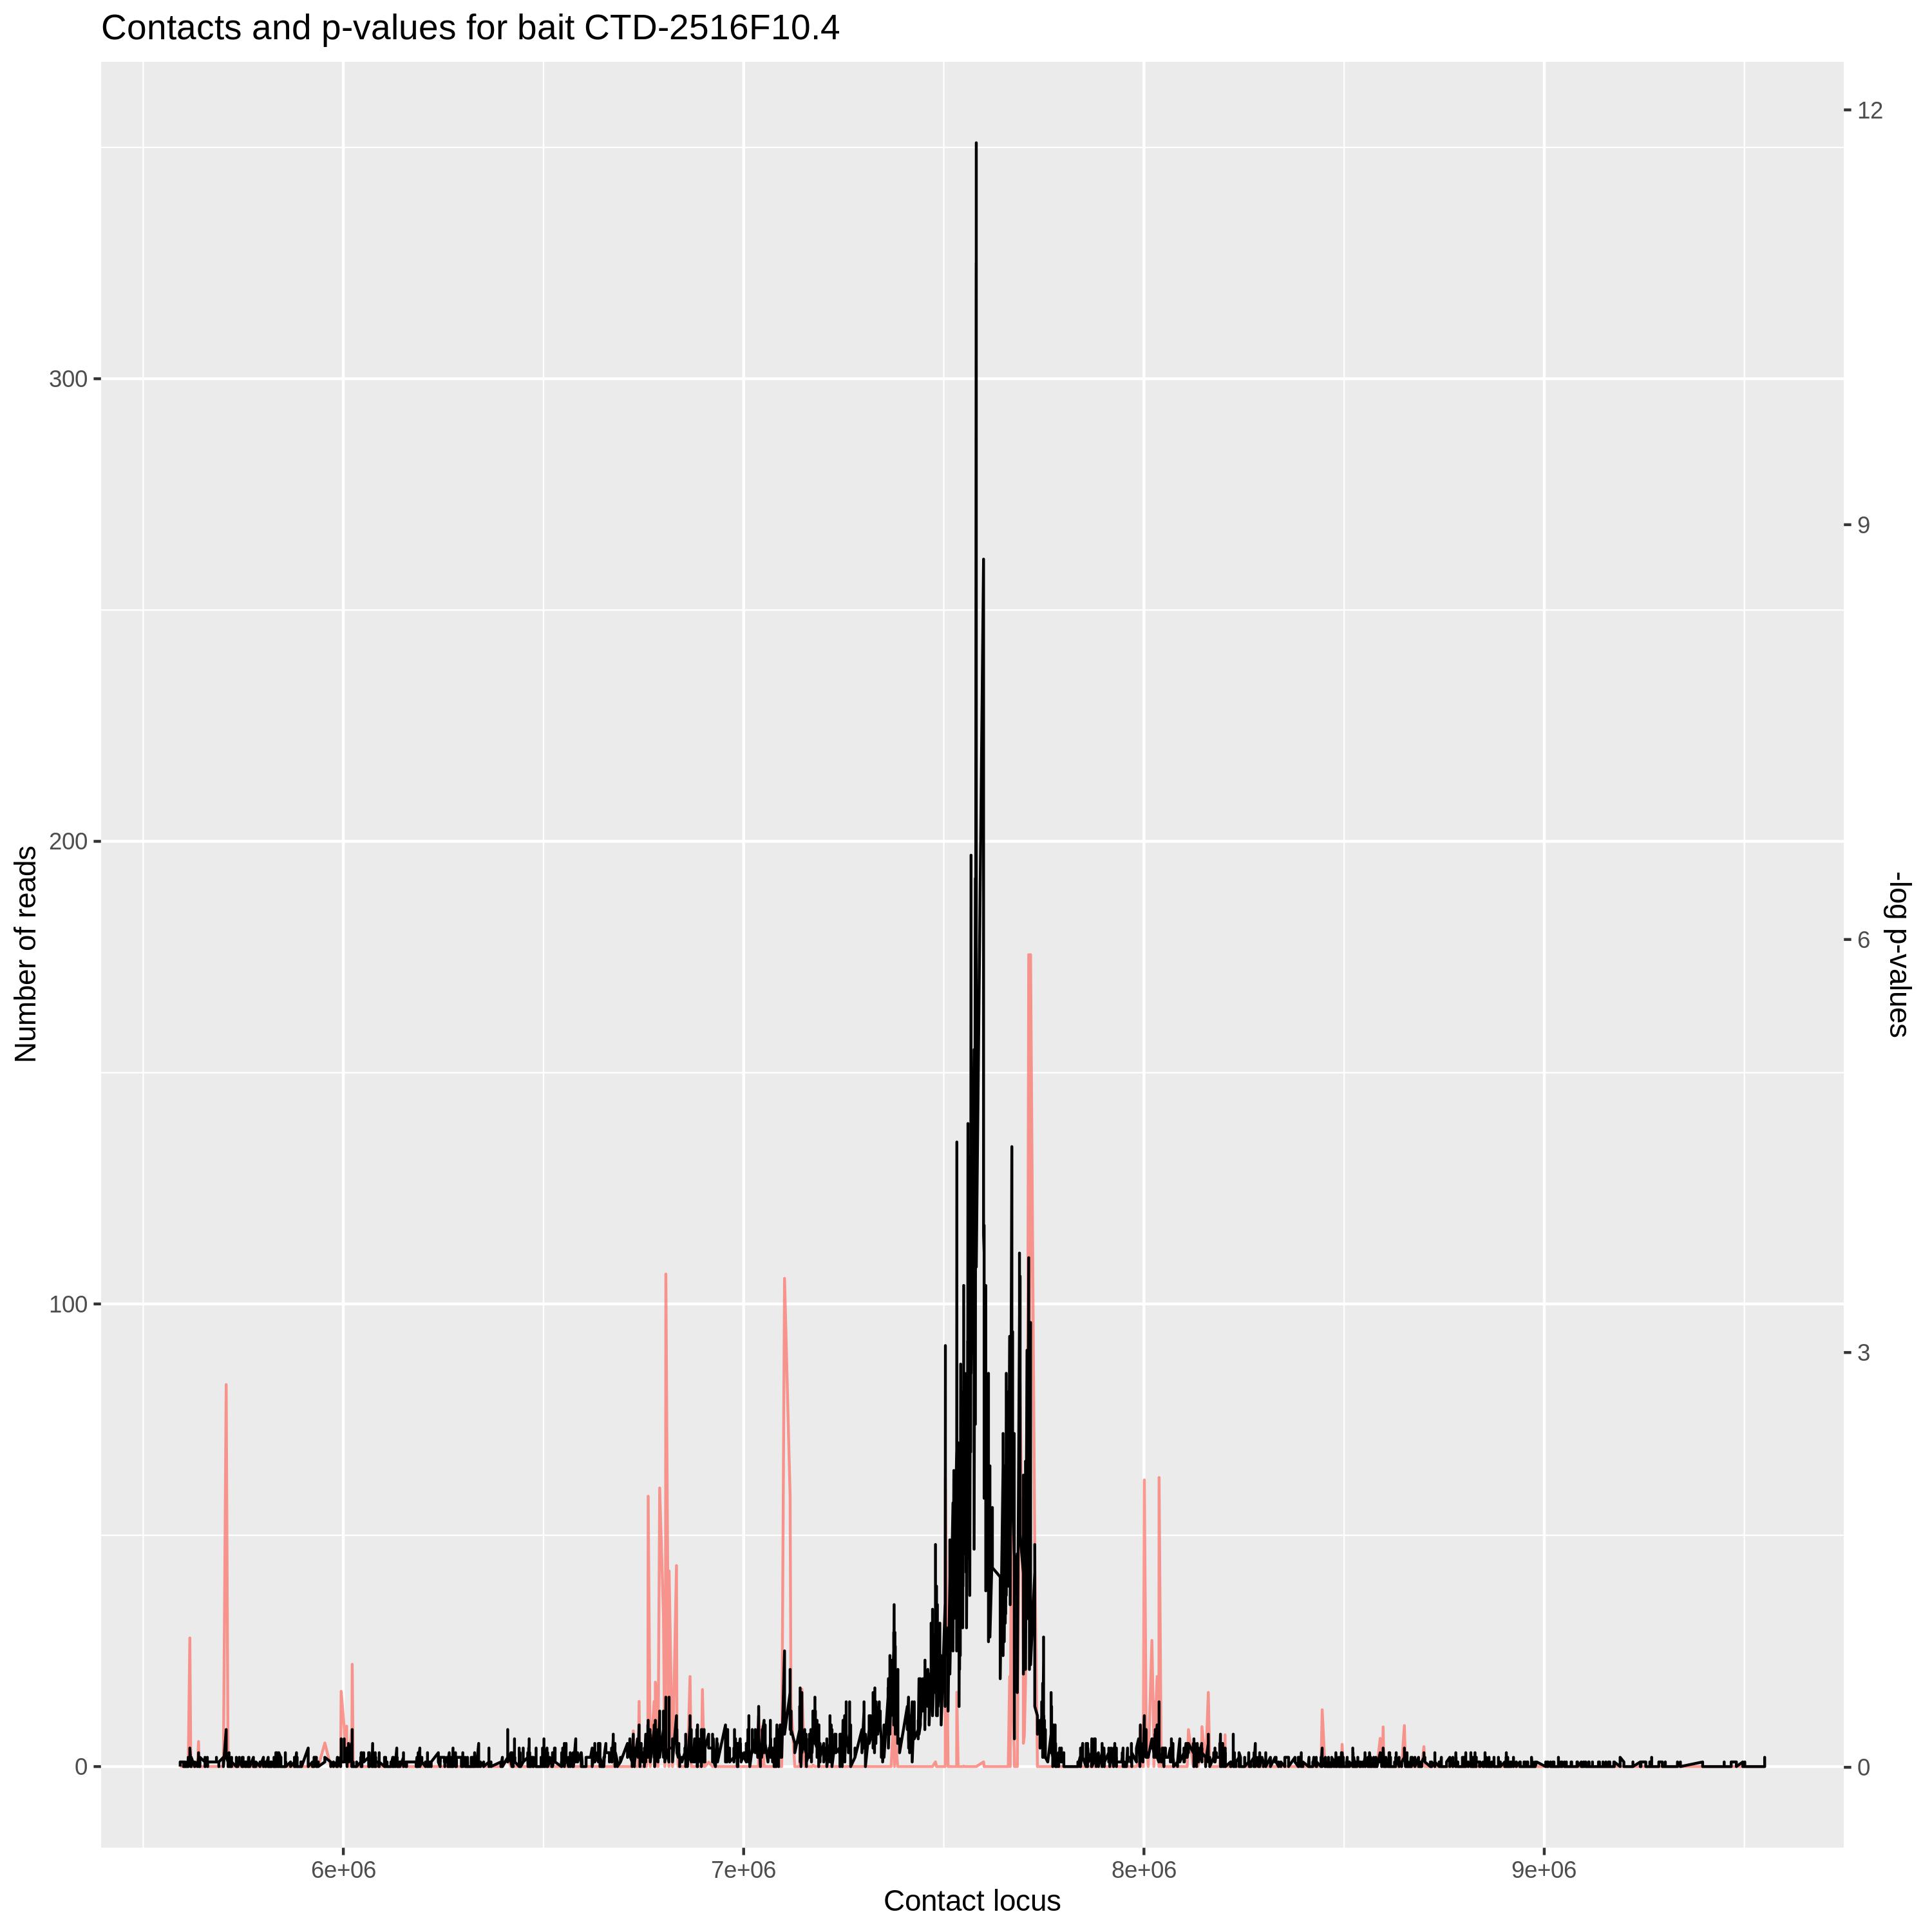 Contacts and p-values for bait CTD-2516F10.4
12
300
9
200
6
Number of reads
-log p-values
3
100
0
0
6e+06
7e+06
8e+06
9e+06
Contact locus